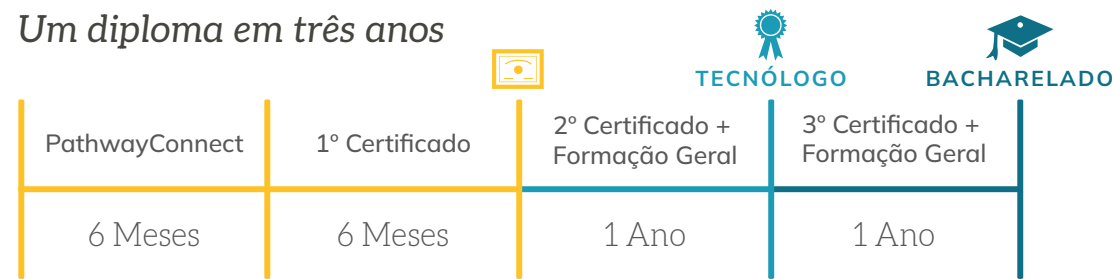 Um diploma em três anos
TECNÓLOGO
BACHARELADO
PathwayConnect
1º Certificado
2º Certificado +
Formação Geral
3º Certificado +
Formação Geral
6 Meses
6 Meses
1 Ano
1 Ano